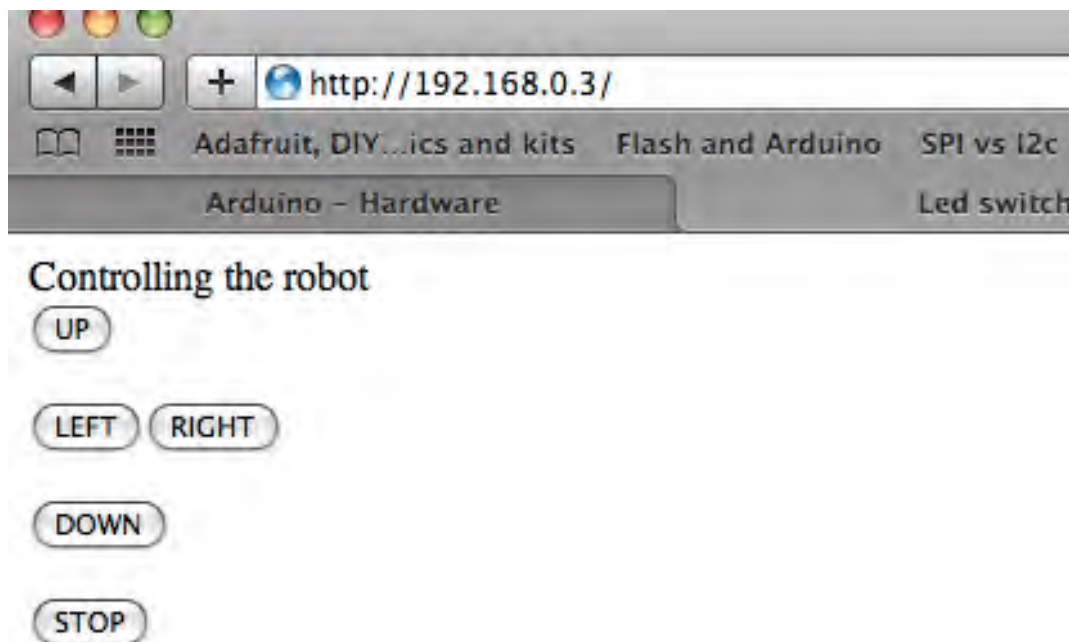 http://192.168.0.3/
Adafruit, DIY...ics and kits Flash and Arduino SPI vs I2c
Arduino – Hardware Led switch
Controlling the robot
UP
LEFT RIGHT
DOWN
STOP